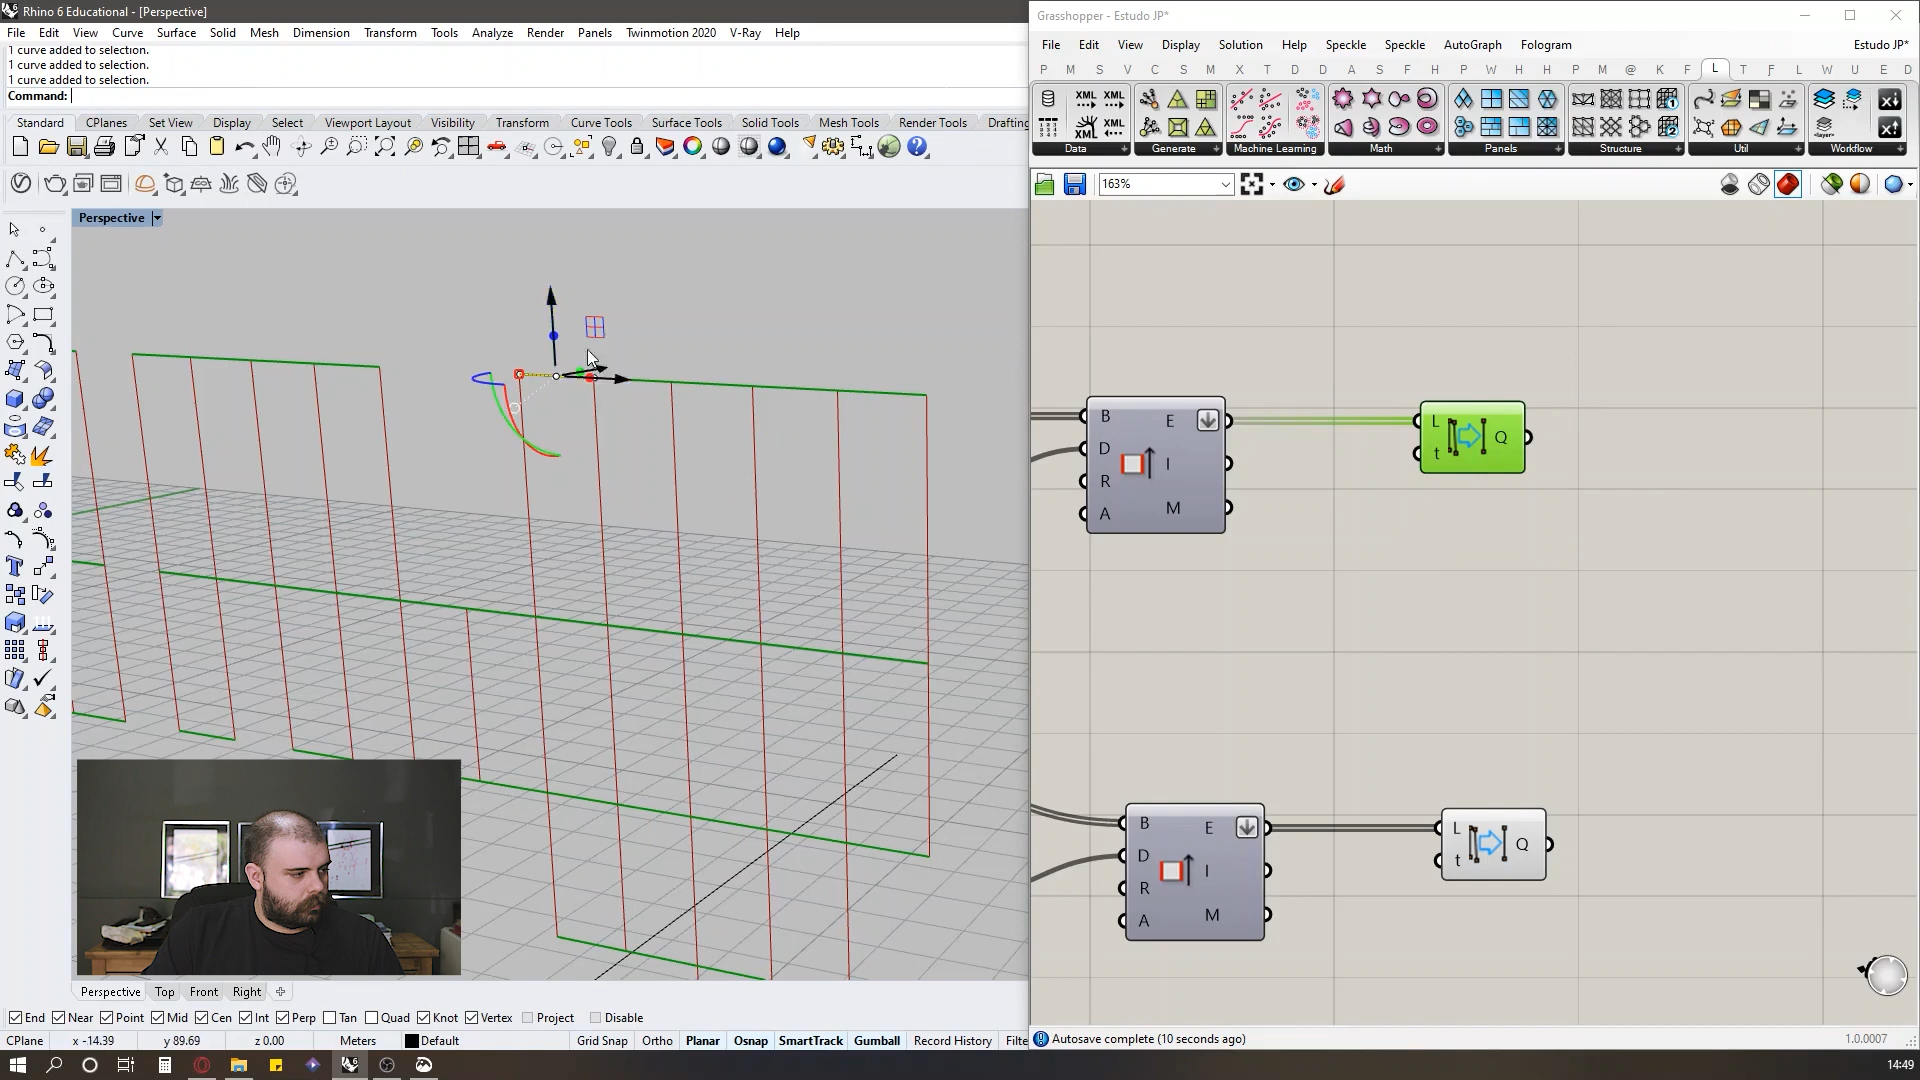 Rhino 6 Educational - [Perspective]
File Edit View Curve Surface Solid Mesh Dimension Transform Tools Analyze Render Panels Twinmotion 2020 V-Ray Help
1 curve added to selection.
1 curve added to selection.
1 curve added to selection.
Command:
Standard CPlanes Set View Display Select Viewport Layout Visibility Transform Curve Tools Surface Tools Solid Tools Mesh Tools Render Tools Drafting
Perspective
Perspective Top Front Right
End Near Point Mid Cen Int Perp Tan Quad Knot Vertex Project Disable
CPlane x -14.39 y 89.69 z 0.00 Meters Default Grid Snap Ortho Planar Osnap SmartTrack Gumball Record History Filte
Grasshopper - Estudo JP*
File Edit View Display Solution Help Speckle Speckle AutoGraph Fologram Estudo JP*
P M S V C S M X T D D A S F H P W H H P M @ K F L T F L W U E D
XML XML
XML XML
Data Generate Machine Learning Math Panels Structure Util Workflow
163%
B E
D
R I
A M
L Q
t
B E
D
R I
A M
L Q
t
Autosave complete (10 seconds ago) 1.0.0007
14:49